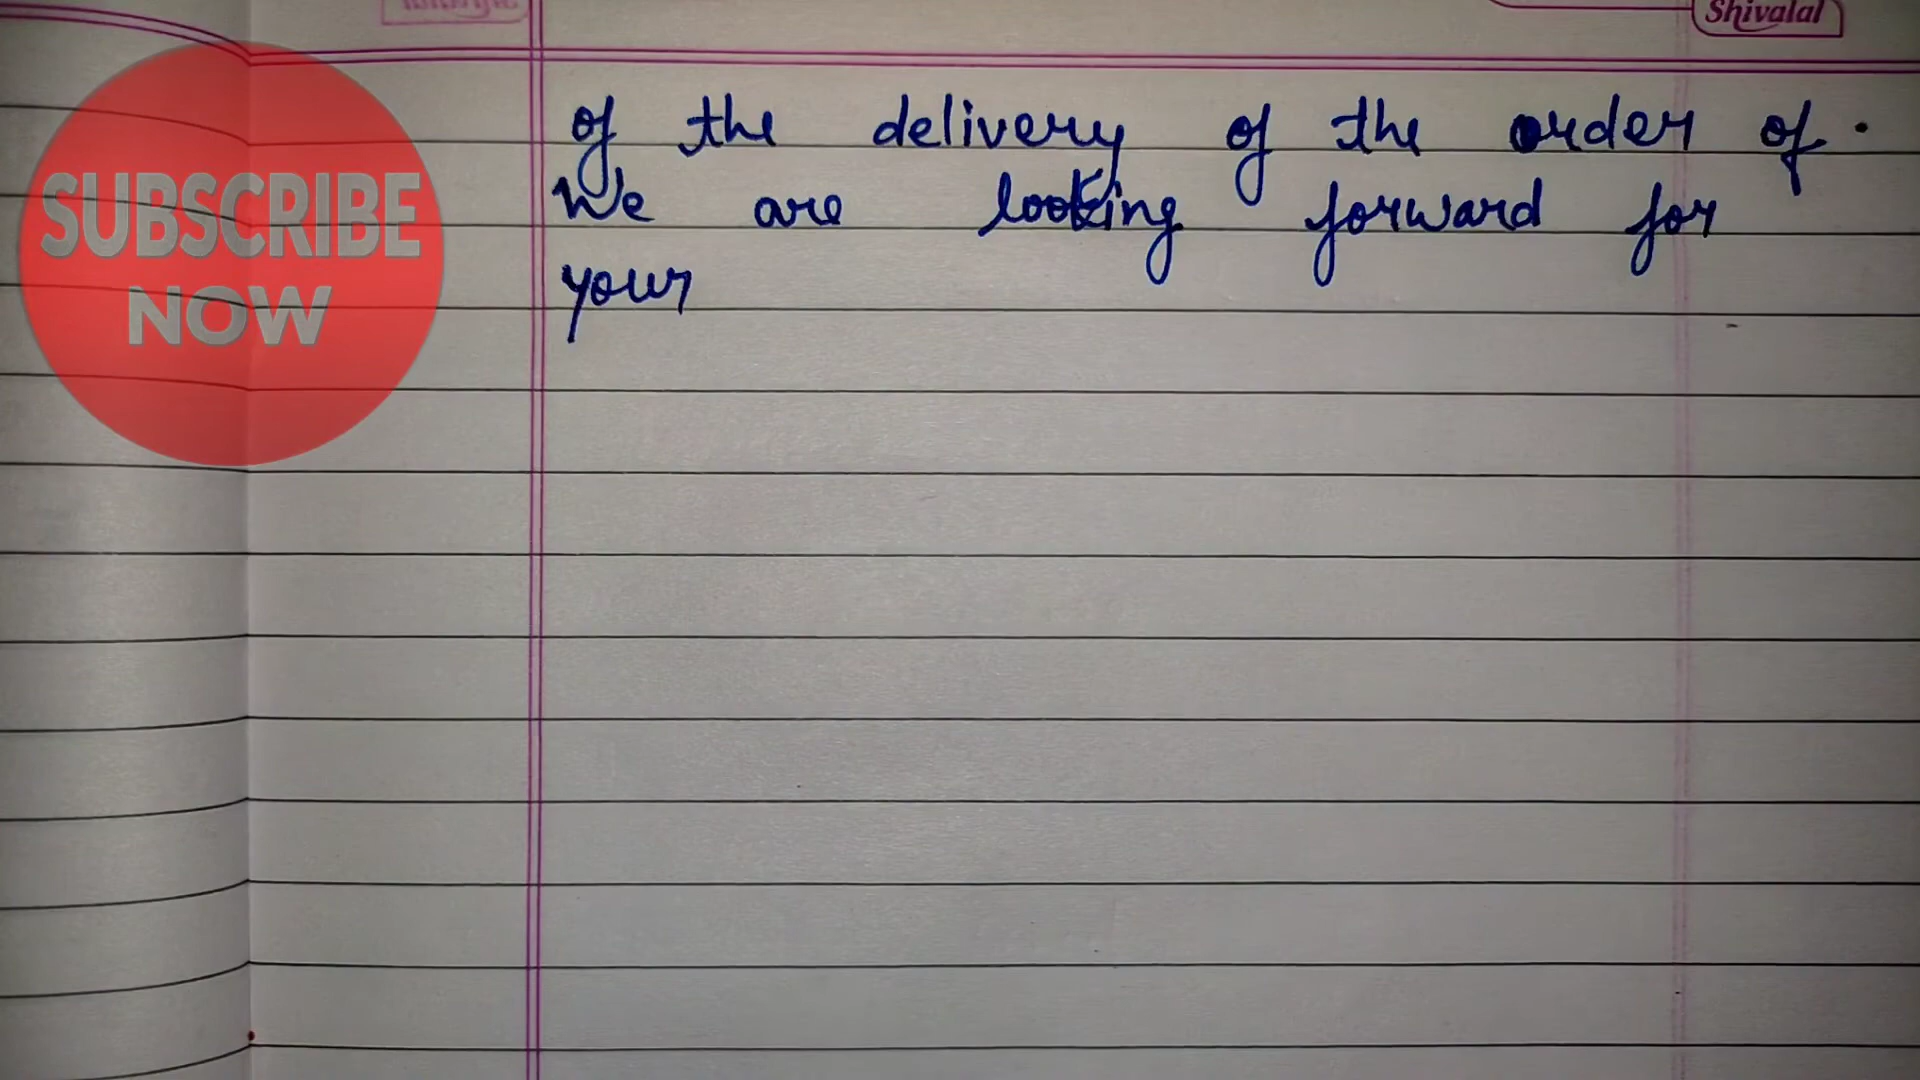 Shivalal
SUBSCRIBE
NOW
of the delivery of the order of .
We are looking forward for
your